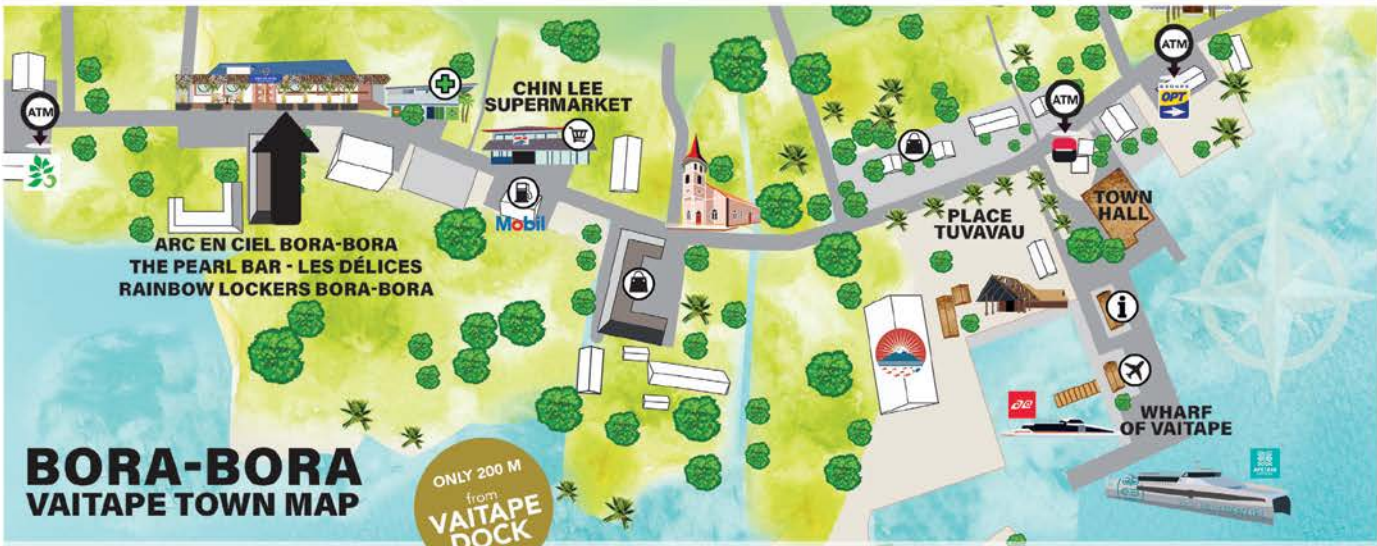 ATM
CHIN LEE
SUPERMARKET
Mobil
ARC EN CIEL BORA-BORA
THE PEARL BAR - LES DÉLICES
RAINBOW LOCKERS BORA-BORA
ATM
ATM
GROUPE
OPT
PLACE
TUVAVAU
TOWN
HALL
i
WHARF
OF VAITAPE
BORA-BORA
VAITAPE TOWN MAP
ONLY 200 M
from
VAITAPE
DOCK